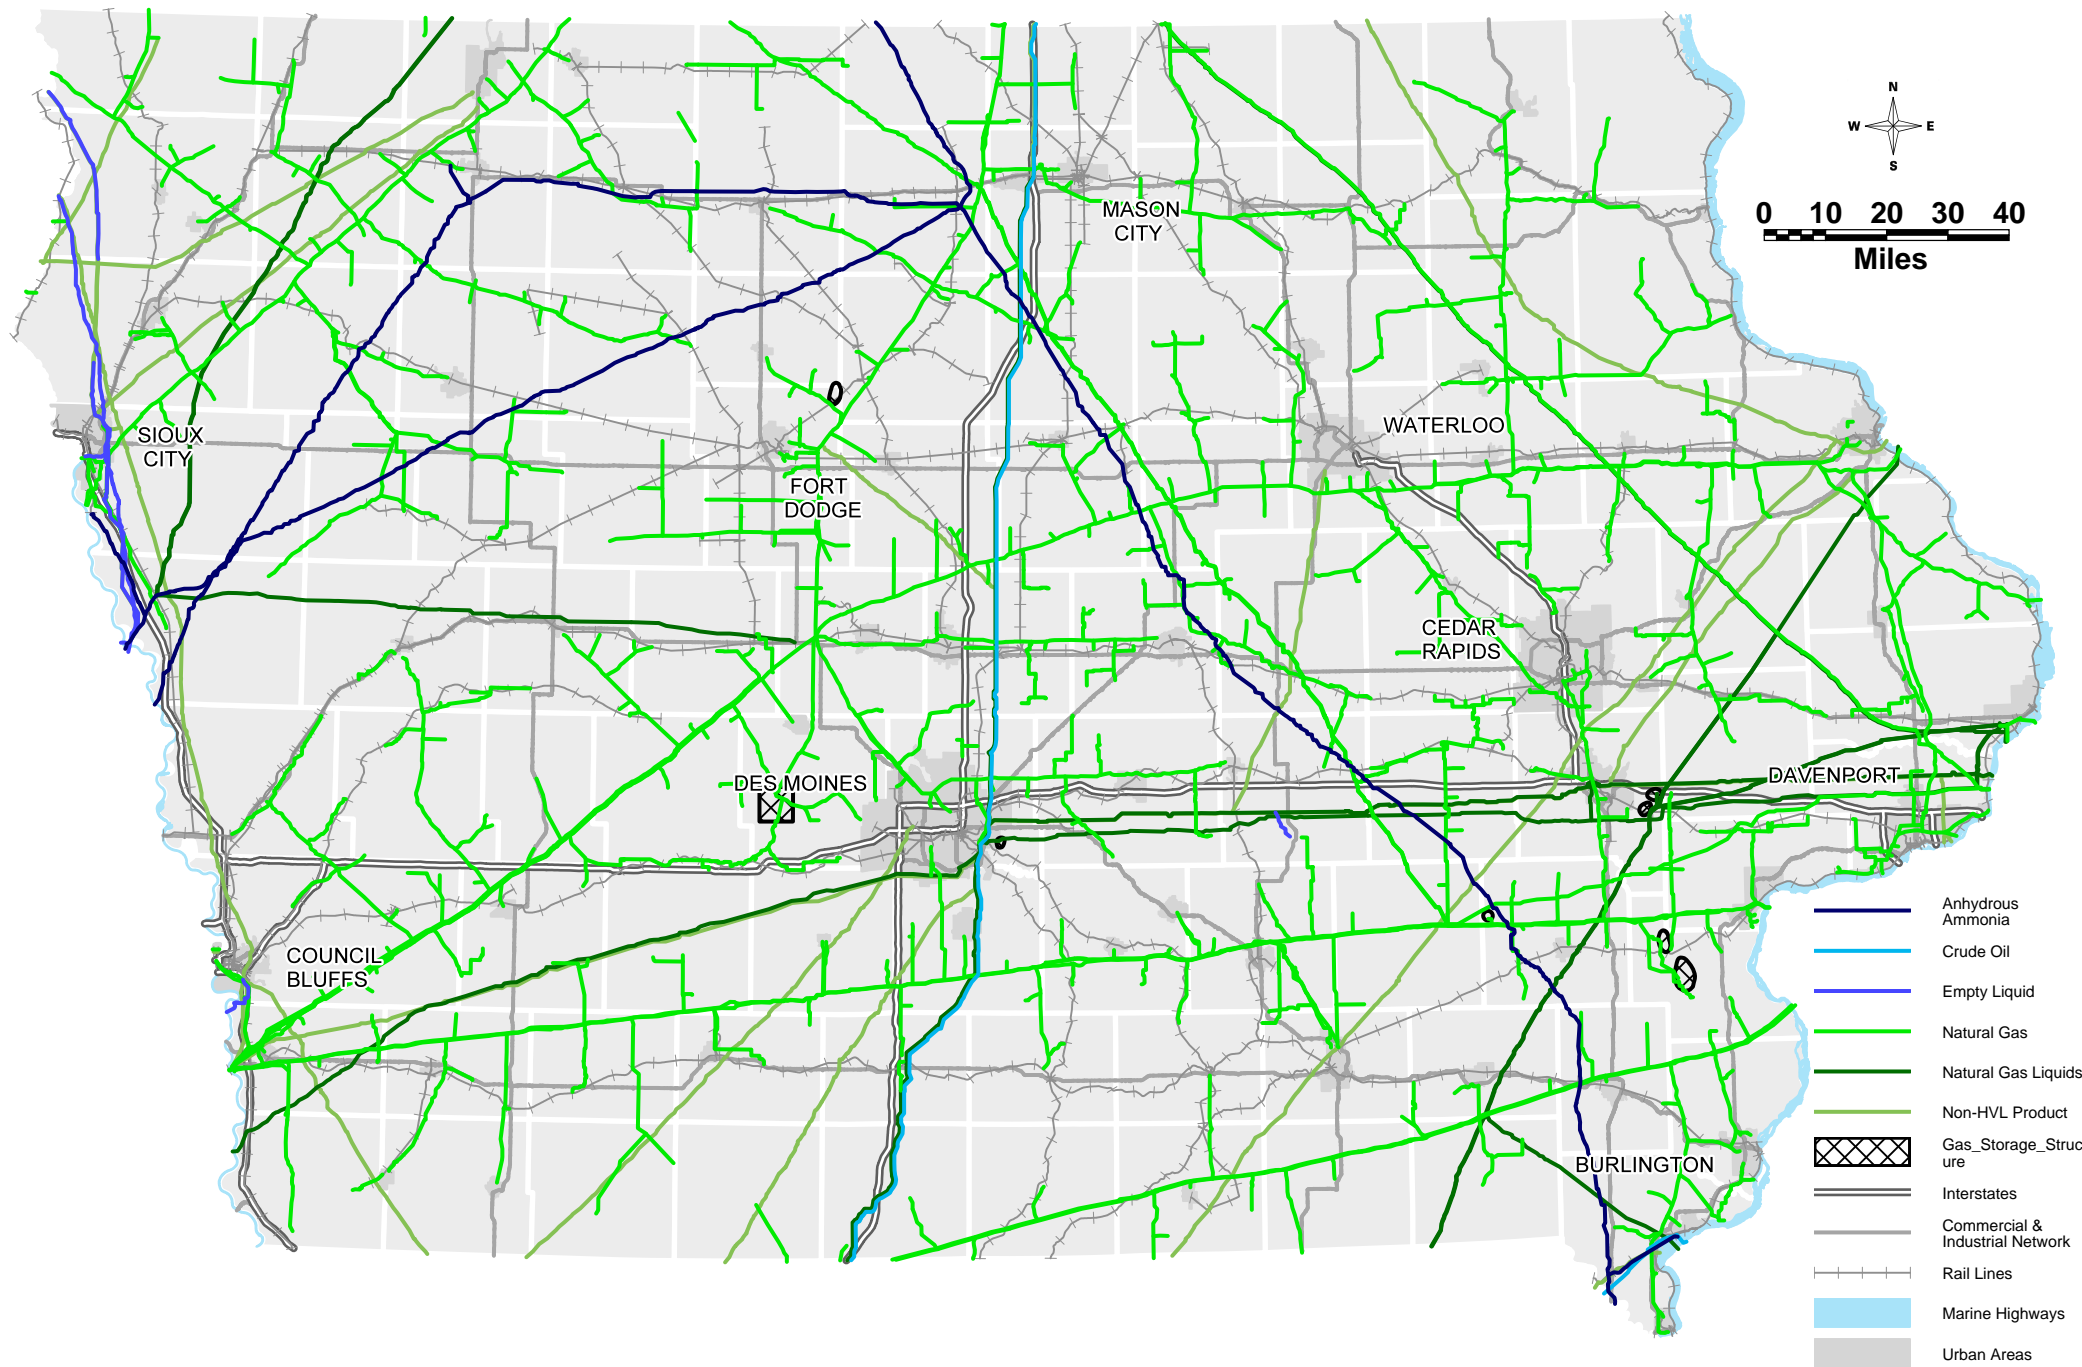 N
W E
S
0 10 20 30 40
Miles
MASON
CITY
SIOUX
CITY
WATERLOO
FORT
DODGE
CEDAR
RAPIDS
DES MOINES
DAVENPORT
COUNCIL
BLUFFS
BURLINGTON
Anhydrous
Ammonia
Crude Oil
Empty Liquid
Natural Gas
Natural Gas Liquids
Non-HVL Product
Gas_Storage_Struc
ure
Interstates
Commercial &
Industrial Network
Rail Lines
Marine Highways
Urban Areas